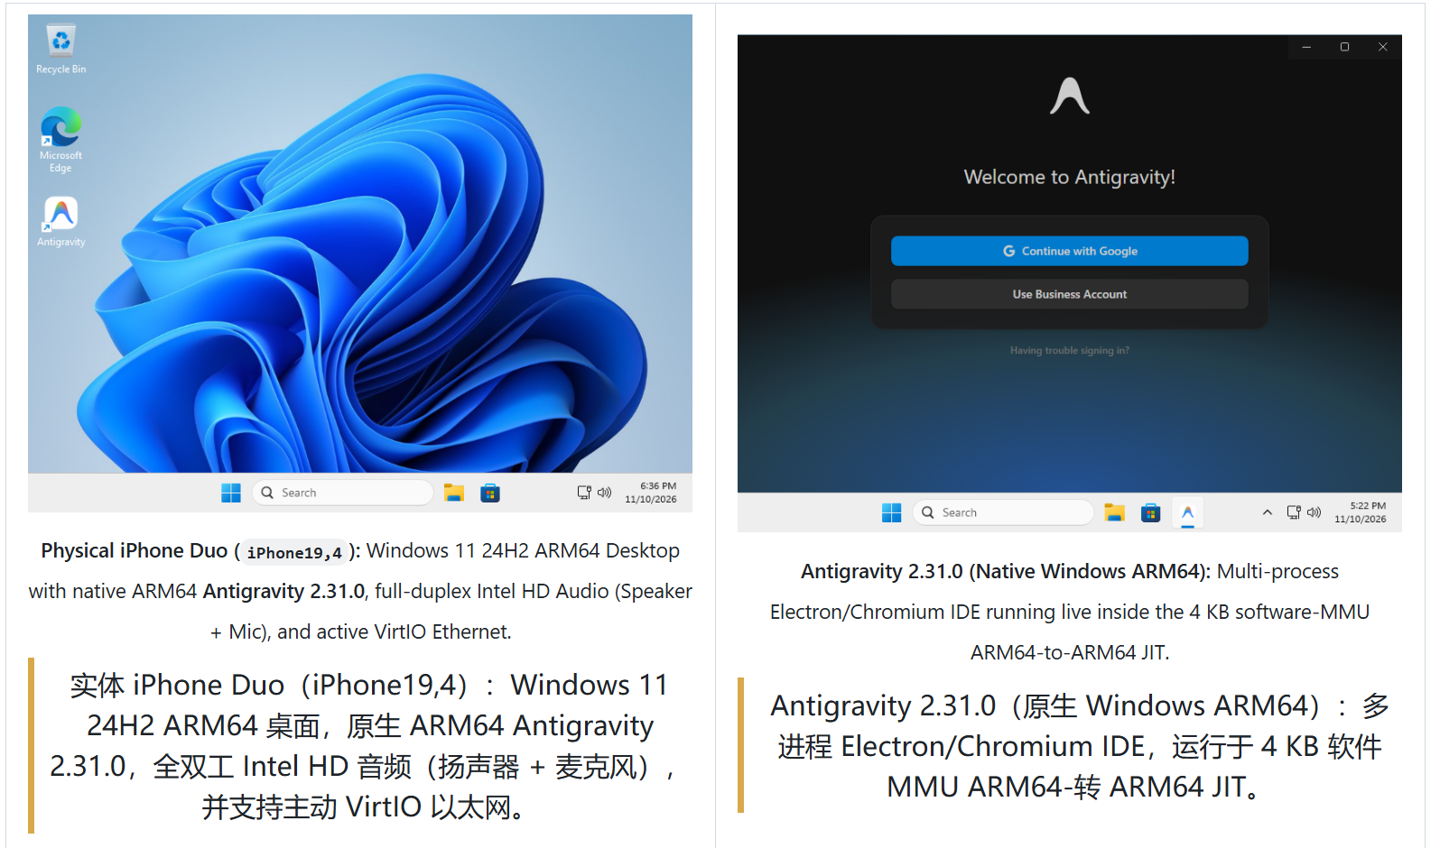 Recycle Bin
Microsoft
Edge
Antigravity
Search
6:36 PM
11/10/2026
Physical iPhone Duo (iPhone19,4): Windows 11 24H2 ARM64 Desktop
with native ARM64 Antigravity 2.31.0, full-duplex Intel HD Audio (Speaker
+ Mic), and active VirtIO Ethernet.
实体 iPhone Duo（iPhone19,4）：Windows 11
24H2 ARM64 桌面，原生 ARM64 Antigravity
2.31.0，全双工 Intel HD 音频（扬声器 + 麦克风），
并支持主动 VirtIO 以太网。
Welcome to Antigravity!
Continue with Google
Use Business Account
Having trouble signing in?
Search
5:22 PM
11/10/2026
Antigravity 2.31.0 (Native Windows ARM64): Multi-process
Electron/Chromium IDE running live inside the 4 KB software-MMU
ARM64-to-ARM64 JIT.
Antigravity 2.31.0（原生 Windows ARM64）：多
进程 Electron/Chromium IDE，运行于 4 KB 软件
MMU ARM64-转 ARM64 JIT。